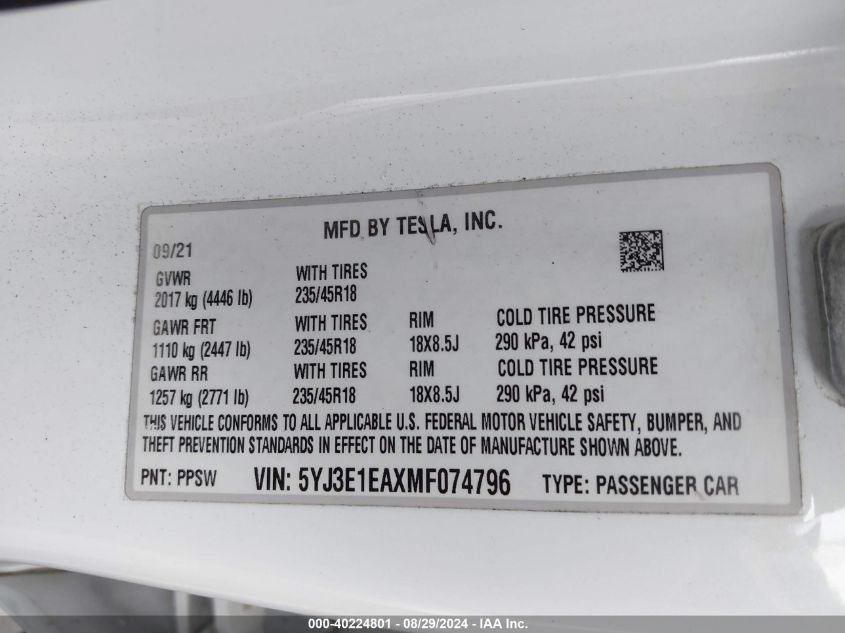 MFD BY TESLA, INC.
09/21
GVWR WITH TIRES
2017 kg (4446 lb) 235/45R18
GAWR FRT WITH TIRES RIM COLD TIRE PRESSURE
1110 kg (2447 lb) 235/45R18 18X8.5J 290 kPa, 42 psi
GAWR RR WITH TIRES RIM COLD TIRE PRESSURE
1257 kg (2771 lb) 235/45R18 18X8.5J 290 kPa, 42 psi
THIS VEHICLE CONFORMS TO ALL APPLICABLE U.S. FEDERAL MOTOR VEHICLE SAFETY, BUMPER, AND
THEFT PREVENTION STANDARDS IN EFFECT ON THE DATE OF MANUFACTURE SHOWN ABOVE.
PNT: PPSW VIN: 5YJ3E1EAXMF074796 TYPE: PASSENGER CAR
000-40224801 - 08/29/2024 - IAA Inc.